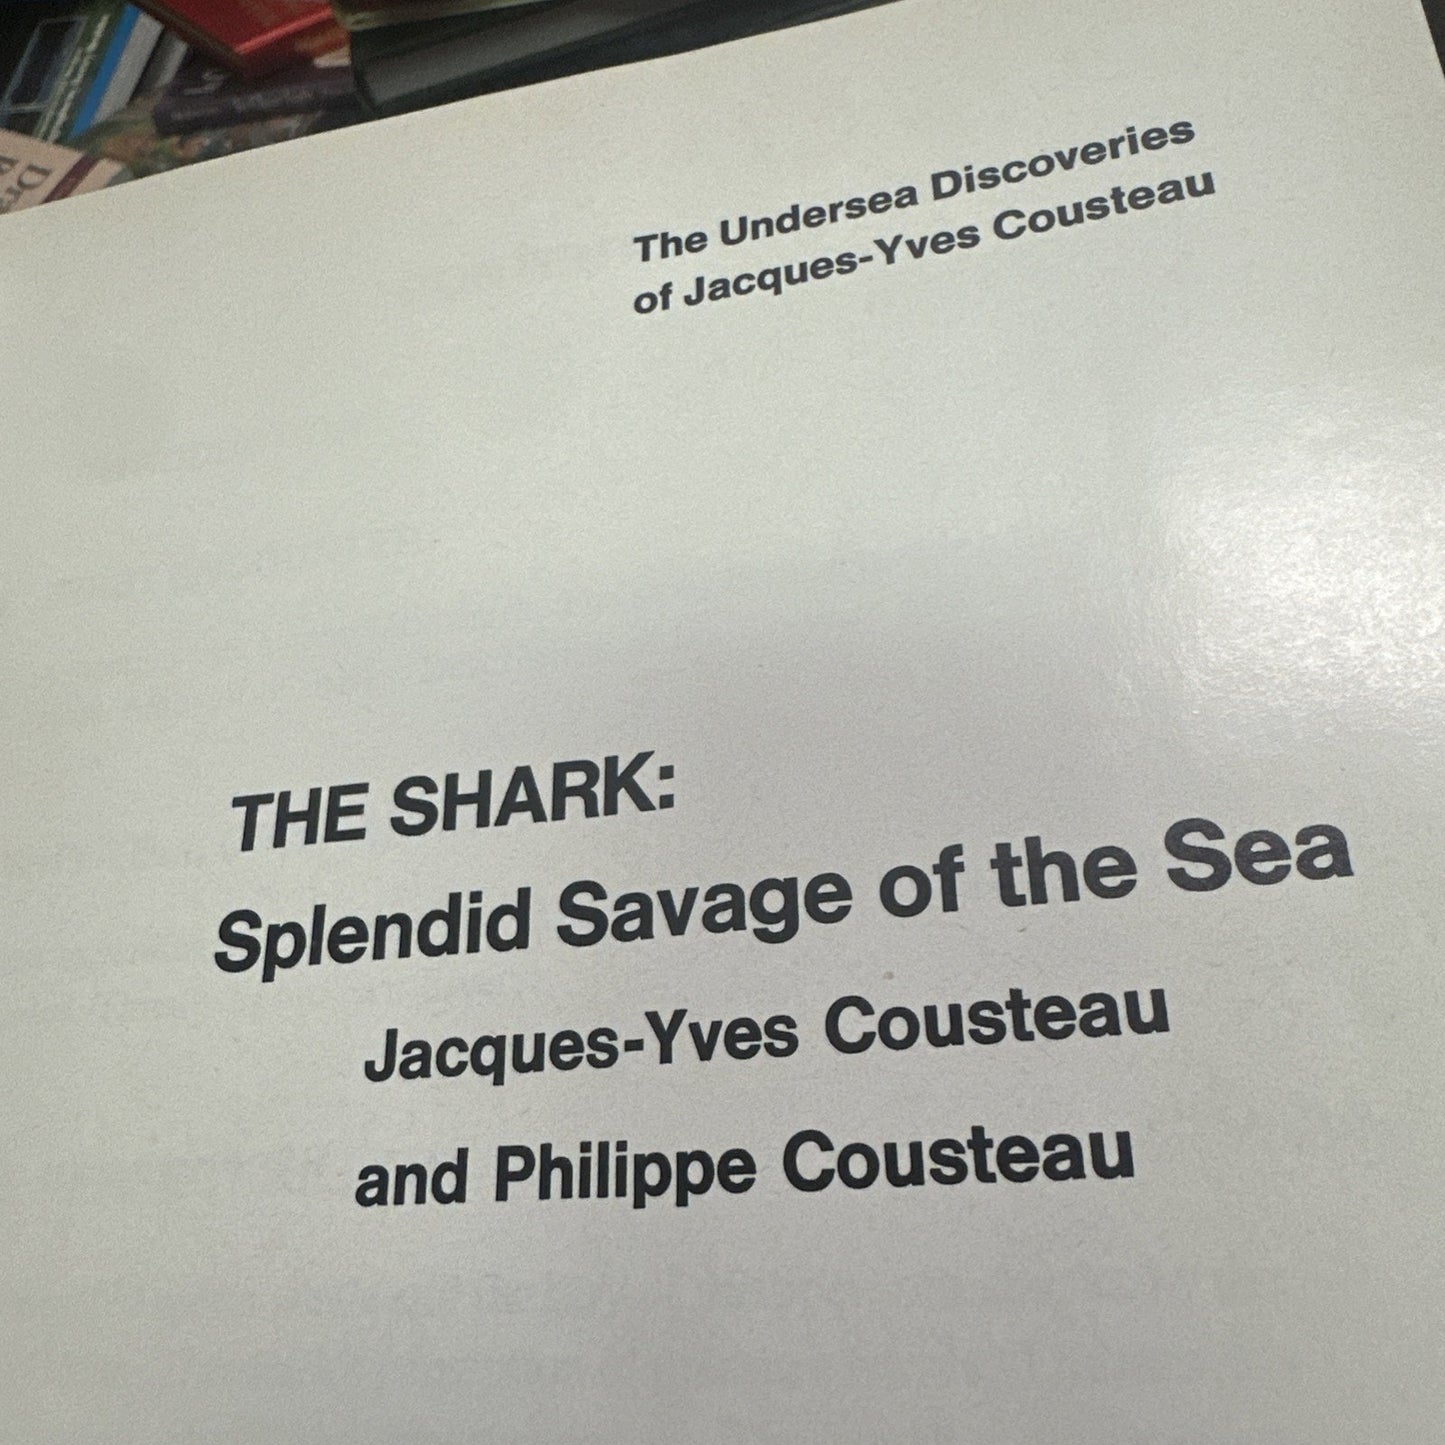 The Undersea Discoveries
of Jacques-Yves Cousteau
THE SHARK:
Splendid Savage of the Sea
Jacques-Yves Cousteau
and Philippe Cousteau